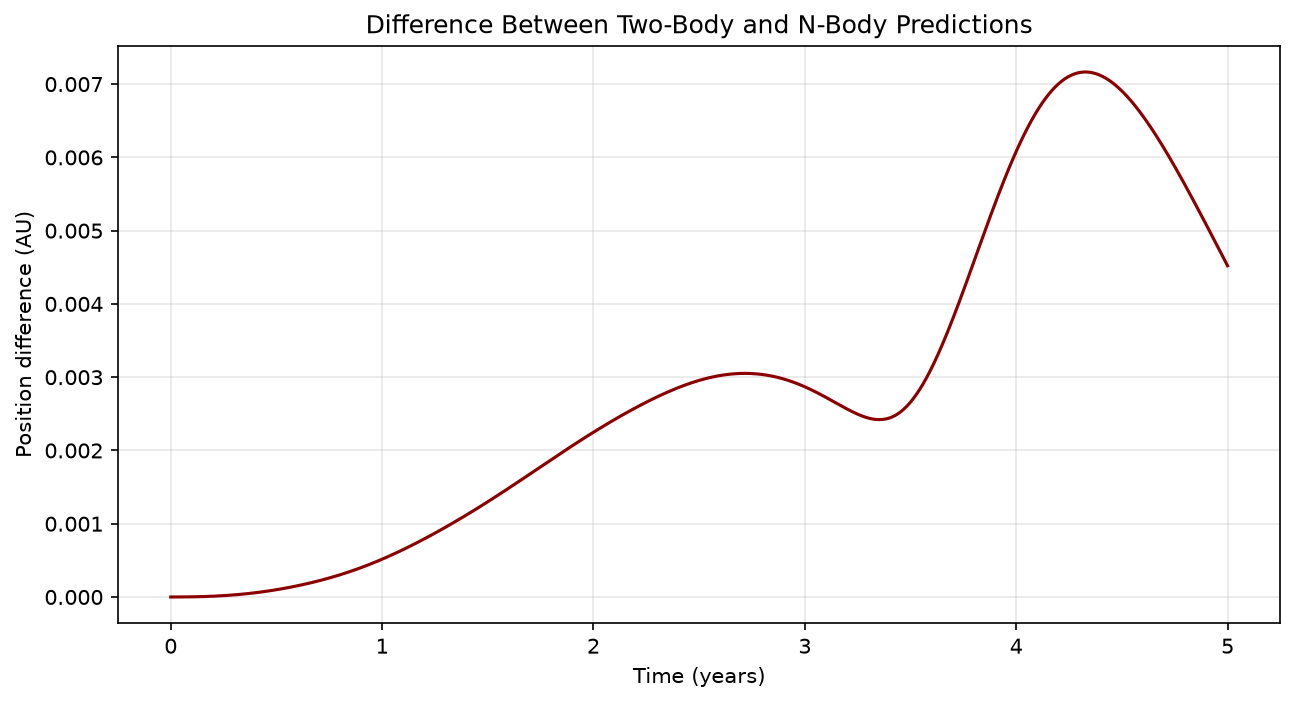 Difference Between Two-Body and N-Body Predictions
Position difference (AU)
0.007
0.006
0.005
0.004
0.003
0.002
0.001
0.000
0 1 2 3 4 5
Time (years)